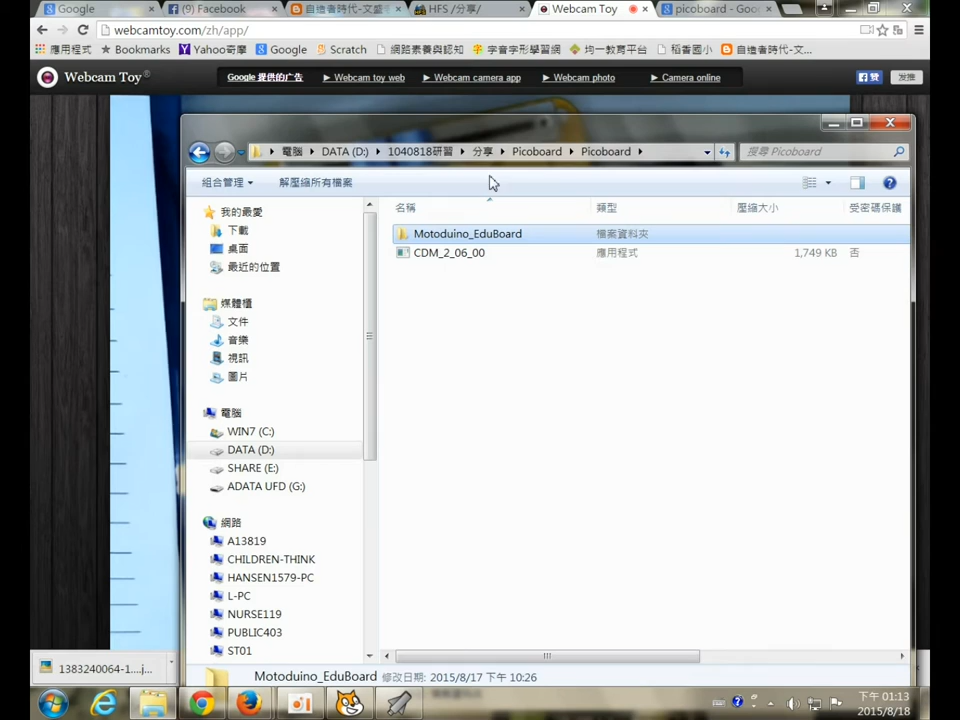 Google
(9) Facebook
自造者時代-文盛
HFS /分享/
Webcam Toy
picoboard - Goo
webcamtoy.com/zh/app/
應用程式
Bookmarks
Yahoo奇摩
Google
Scratch
網路素養與認知
字音字形學習網
均一教育平台
稻香國小
自造者時代-文...
Webcam Toy®
Google 提供的广告
► Webcam toy web
► Webcam camera app
► Webcam photo
► Camera online
赞
发推
電腦 ▸ DATA (D:) ▸ 1040818研習 ▸ 分享 ▸ Picoboard ▸ Picoboard ▸
搜尋 Picoboard
組合管理 ▾
解壓縮所有檔案
名稱
類型
壓縮大小
受密碼保護
Motoduino_EduBoard
檔案資料夾
CDM_2_06_00
應用程式
1,749 KB
否
我的最愛
下載
桌面
最近的位置
媒體櫃
文件
音樂
視訊
圖片
電腦
WIN7 (C:)
DATA (D:)
SHARE (E:)
ADATA UFD (G:)
網路
A13819
CHILDREN-THINK
HANSEN1579-PC
L-PC
NURSE119
PUBLIC403
ST01
Motoduino_EduBoard
修改日期: 2015/8/17 下午 10:26
1383240064-1....j...
下午 01:13
2015/8/18